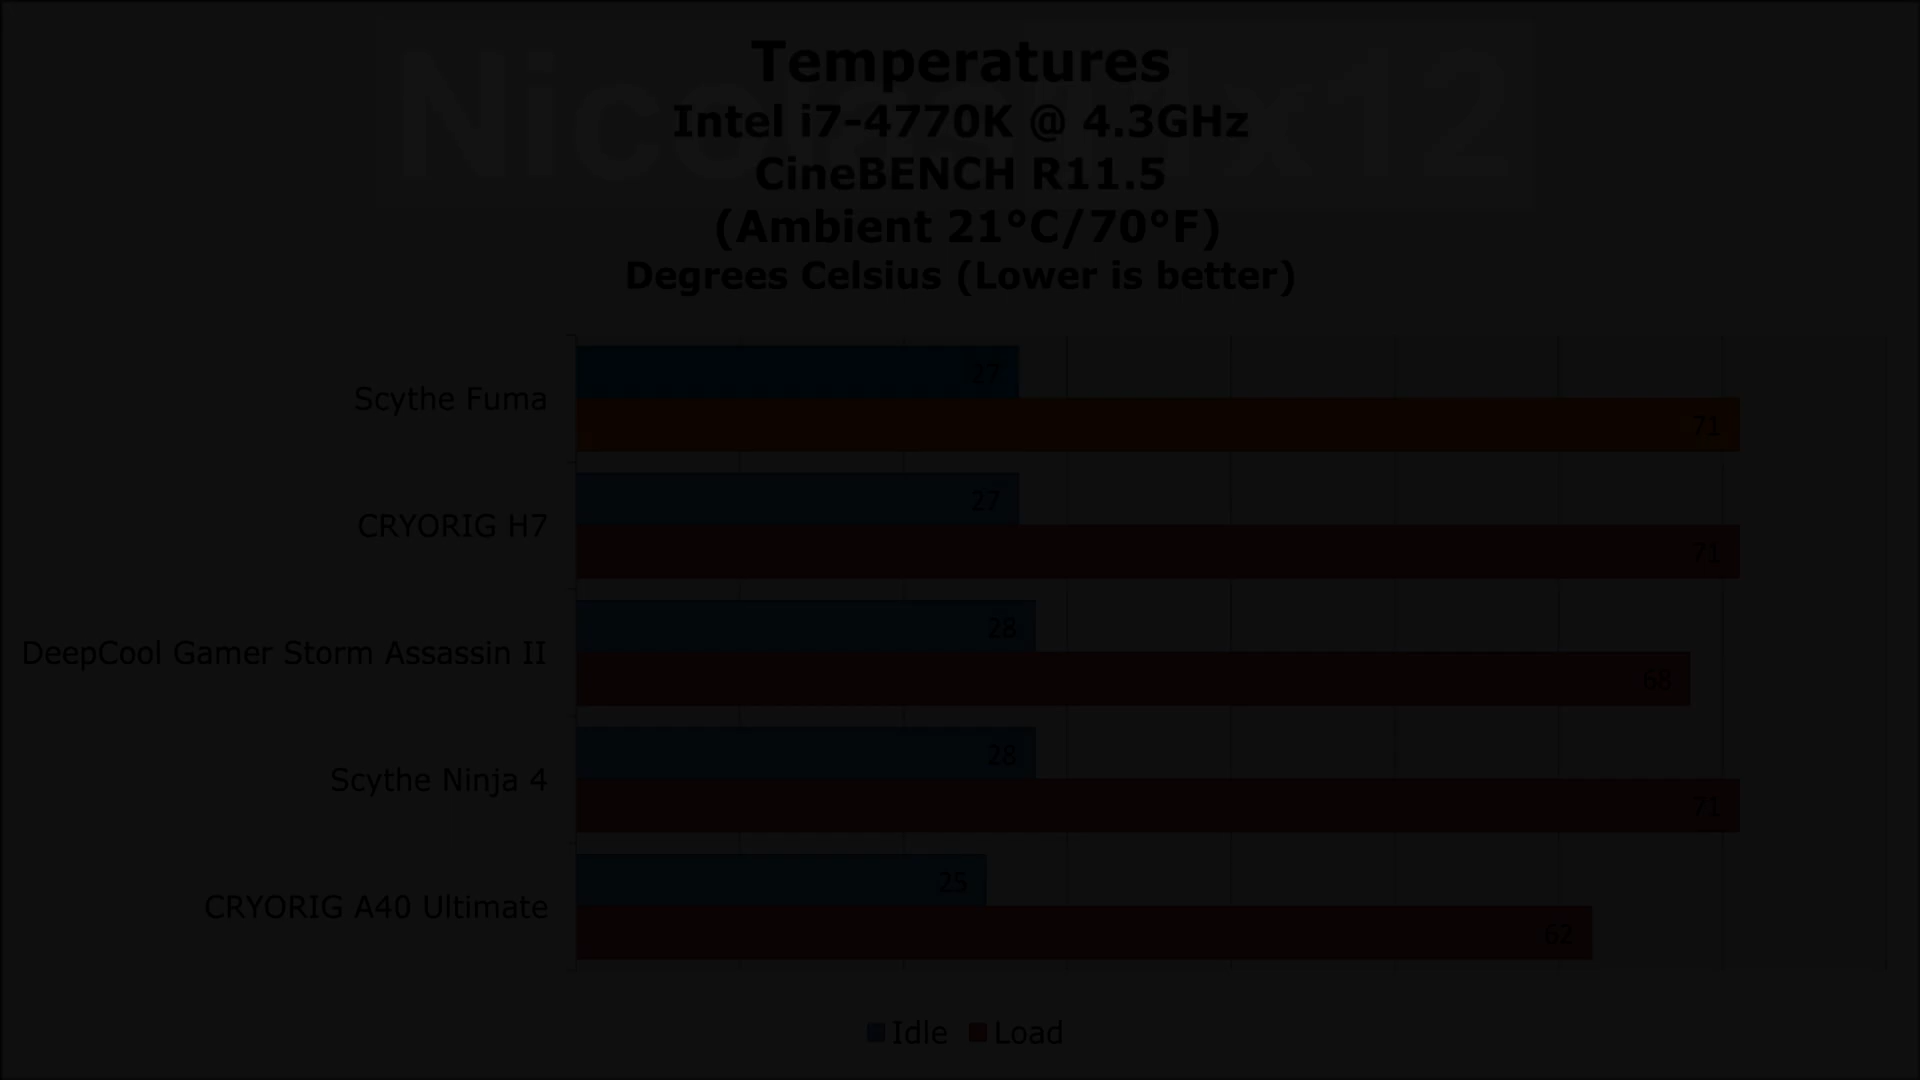 Nicolas11x12
Temperatures
Intel i7-4770K @ 4.3GHz
CineBENCH R11.5
(Ambient 21°C/70°F)
Degrees Celsius (Lower is better)
Scythe Fuma
27
71
CRYORIG H7
27
71
DeepCool Gamer Storm Assassin II
28
68
Scythe Ninja 4
28
71
CRYORIG A40 Ultimate
25
62
Idle Load